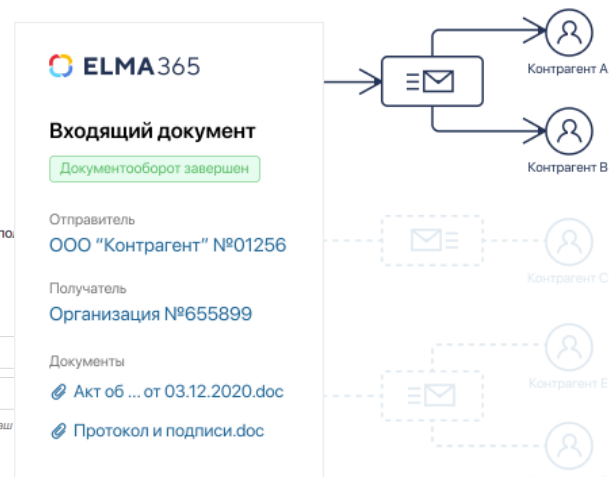 ELMA365
Контрагент A
Входящий документ
Документооборот завершен
Контрагент B
Отправитель
ООО "Контрагент" №01256
Контрагент C
Получатель
Организация №655899
Документы
Контрагент E
Акт об ... от 03.12.2020.doc
Протокол и подписи.doc